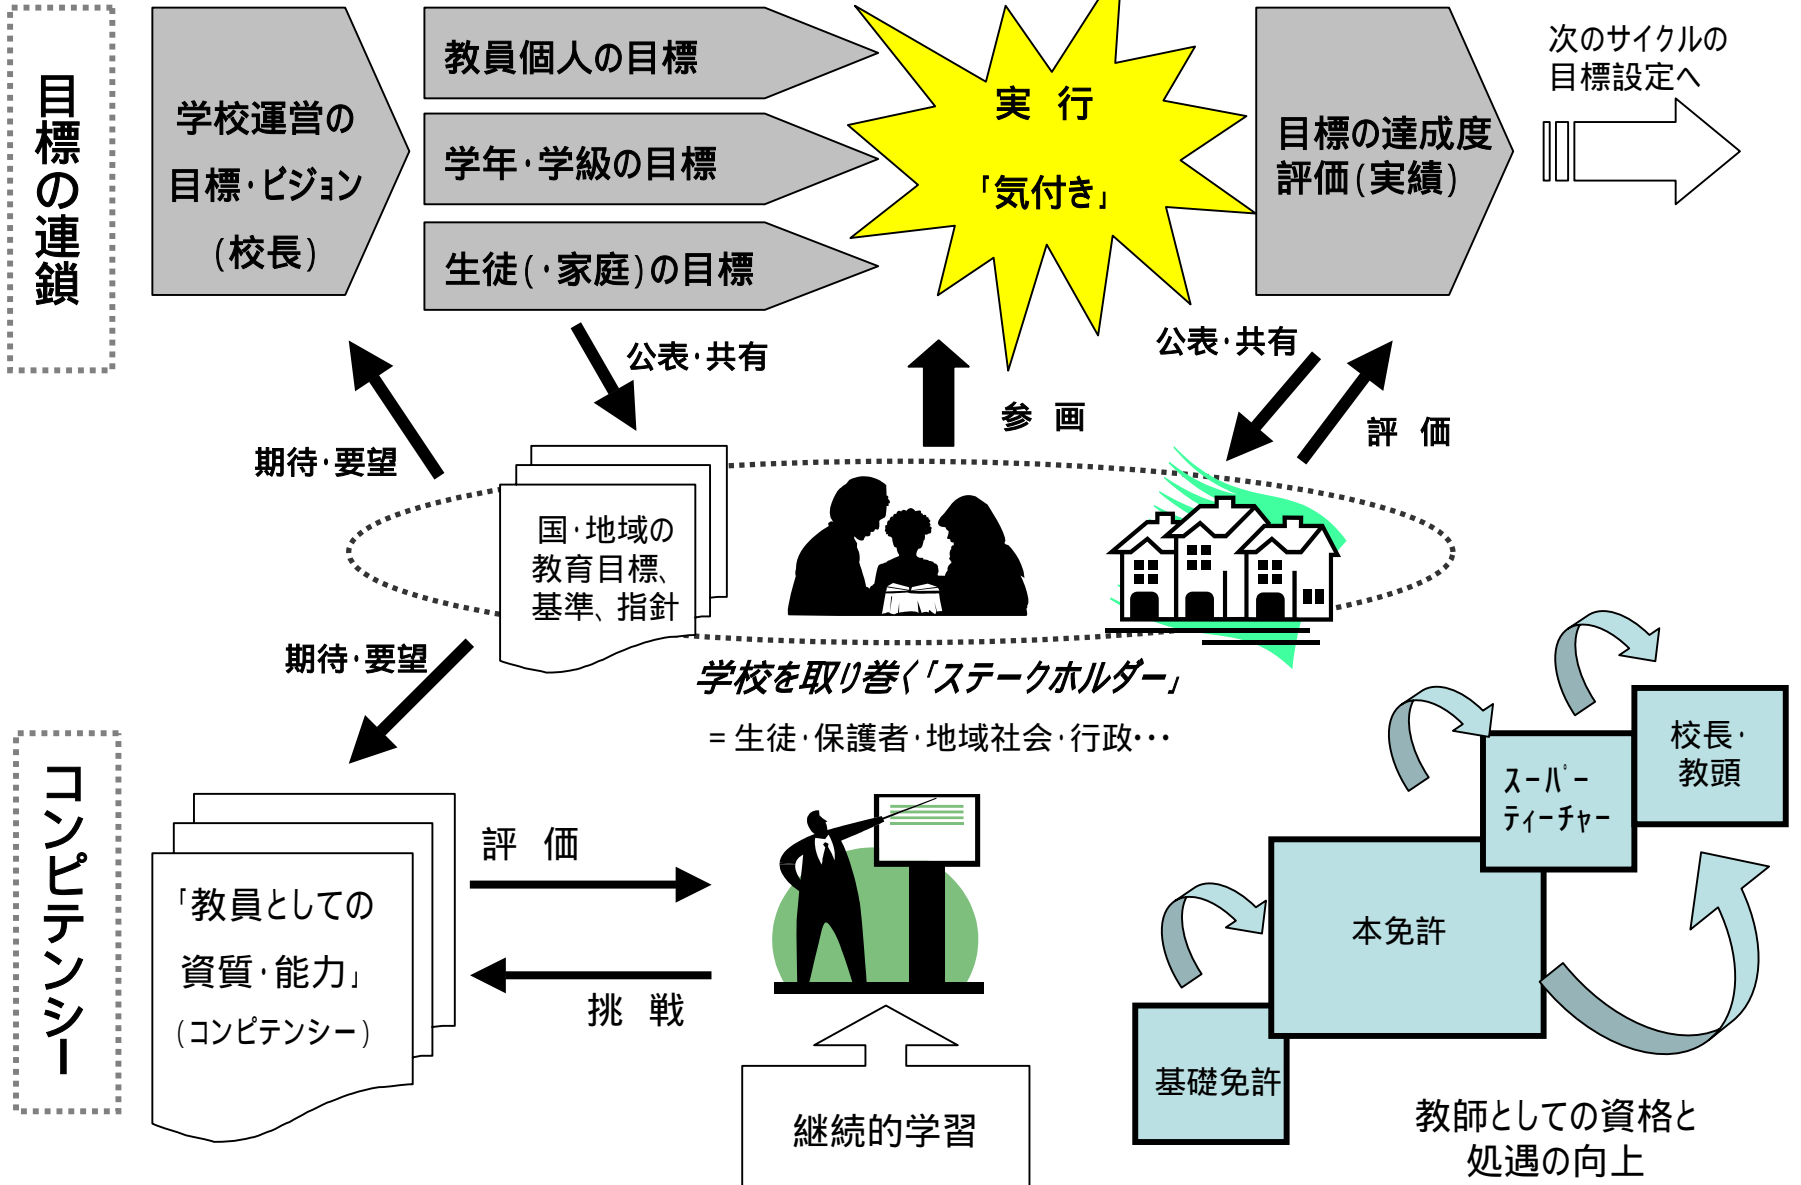 目標の連鎖
学校運営の
目標・ビジョン
(校長)
教員個人の目標
学年・学級の目標
生徒(・家庭)の目標
実 行
「気付き」
目標の達成度
評価(実績)
次のサイクルの
目標設定へ
公表・共有
公表・共有
参 画
評 価
期待・要望
国・地域の
教育目標、
基準、指針
期待・要望
学校を取り巻く「ステークホルダー」
= 生徒・保護者・地域社会・行政・・・
コンピテンシー
「教員としての
資質・能力」
(コンピテンシー)
評 価
挑 戦
継続的学習
校長・
教頭
スーパー
ティーチャー
本免許
基礎免許
教師としての資格と
処遇の向上